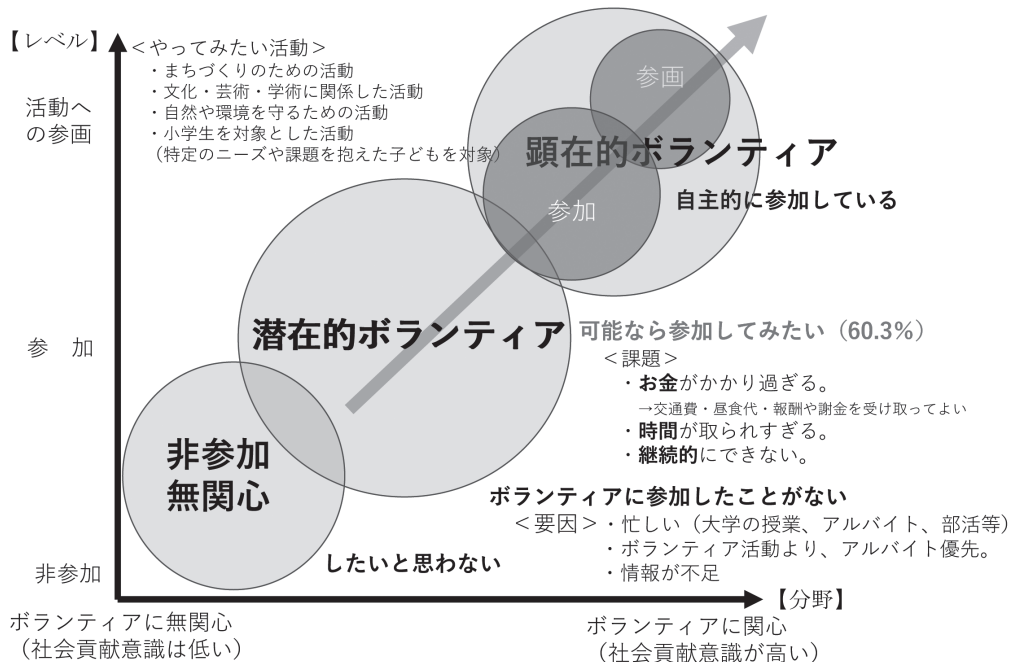 【レベル】
＜やってみたい活動＞
・まちづくりのための活動
・文化・芸術・学術に関係した活動
・自然や環境を守るための活動
・小学生を対象とした活動
（特定のニーズや課題を抱えた子どもを対象）
活動へ
の参画
参画
顕在的ボランティア
自主的に参加している
参加
潜在的ボランティア
可能なら参加してみたい（60.3%）
参　加
＜課題＞
・お金がかかり過ぎる。
→交通費・昼食代・報酬や謝金を受け取ってよい
・時間が取られすぎる。
・継続的にできない。
非参加
無関心
ボランティアに参加したことがない
＜要因＞・忙しい（大学の授業、アルバイト、部活等）
・ボランティア活動より、アルバイト優先。
・情報が不足
したいと思わない
非参加
【分野】
ボランティアに無関心
（社会貢献意識は低い）
ボランティアに関心
（社会貢献意識が高い）